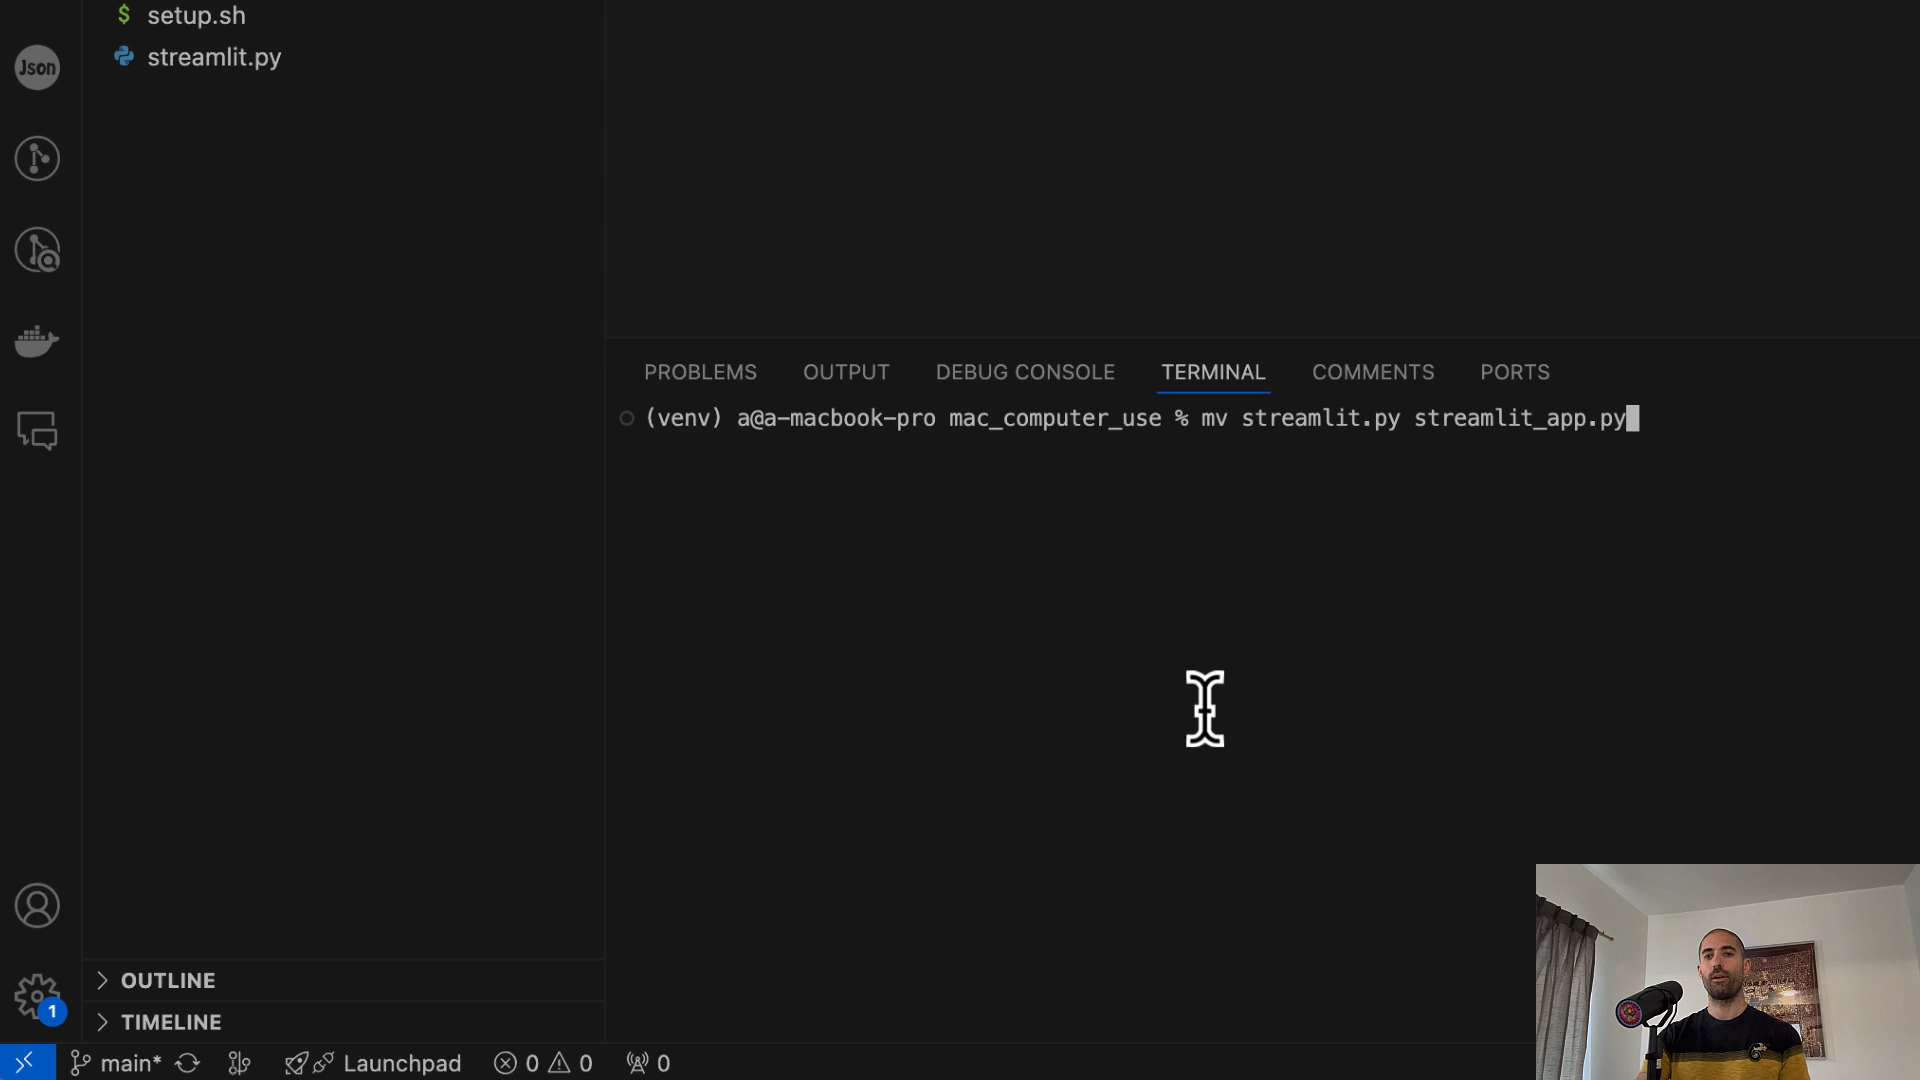 $ setup.sh
streamlit.py
Json
PROBLEMS OUTPUT DEBUG CONSOLE TERMINAL COMMENTS PORTS
(venv) a@a-macbook-pro mac_computer_use % mv streamlit.py streamlit_app.py
OUTLINE
1
TIMELINE
main* Launchpad 0 0 0